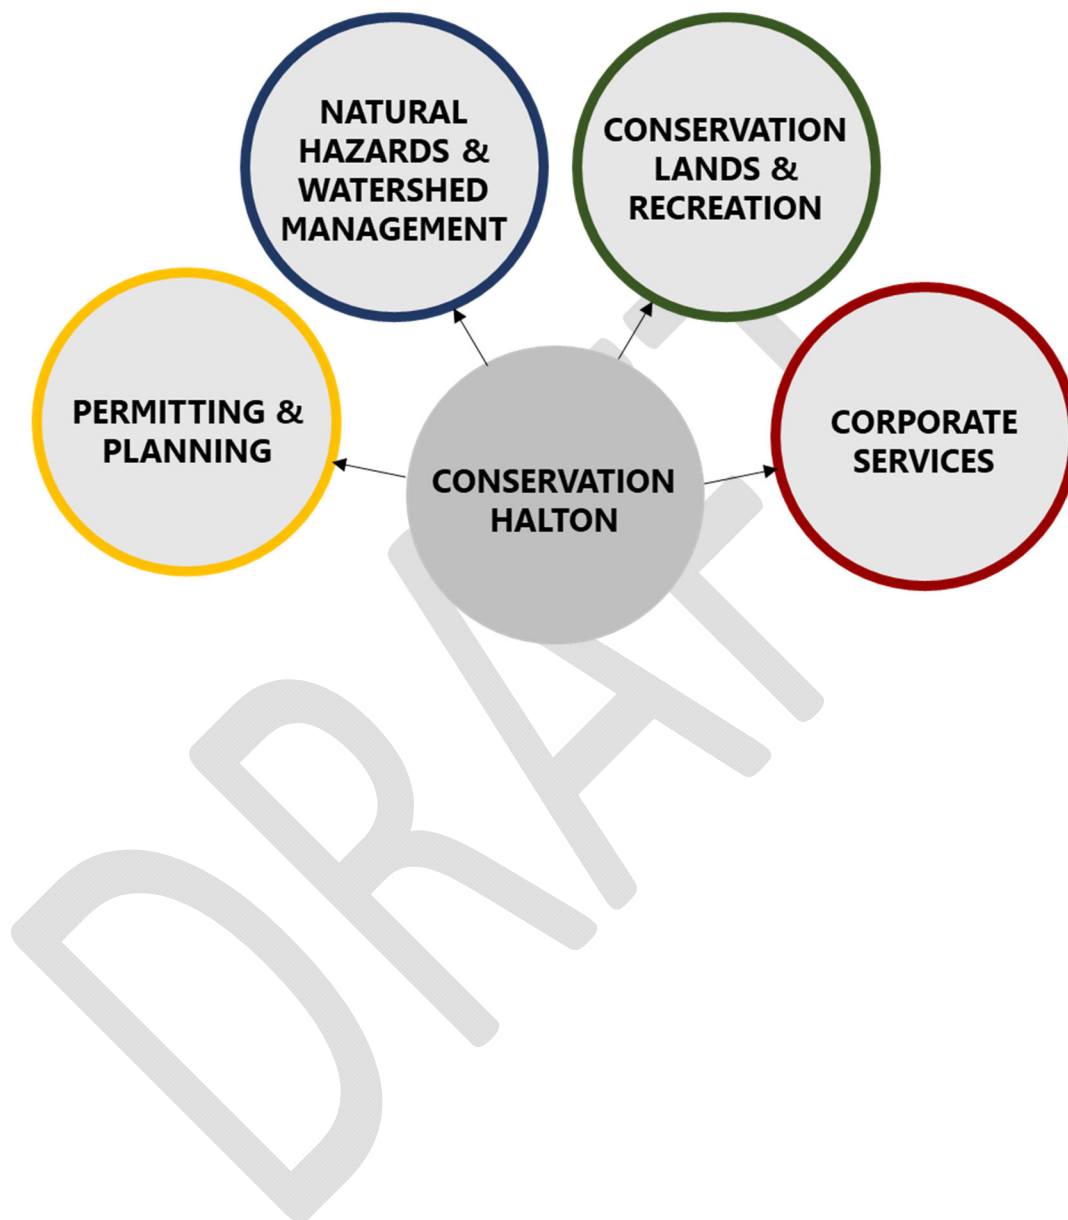 NATURAL
HAZARDS &
WATERSHED
MANAGEMENT
CONSERVATION
LANDS &
RECREATION
PERMITTING &
PLANNING
CORPORATE
SERVICES
CONSERVATION
HALTON
DRAFT